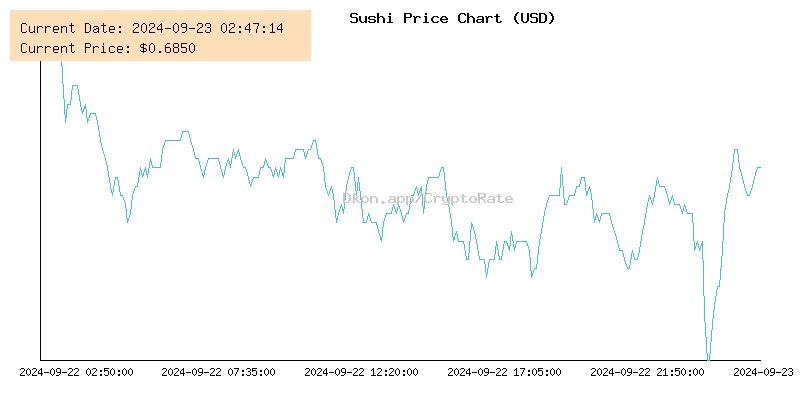 Sushi Price Chart (USD)
Current Date: 2024-09-23 02:47:14
Current Price: $0.6850
Dkon.app/CryptoRate
2024-09-22 02:50:00 2024-09-22 07:35:00 2024-09-22 12:20:00 2024-09-22 17:05:00 2024-09-22 21:50:00 2024-09-23